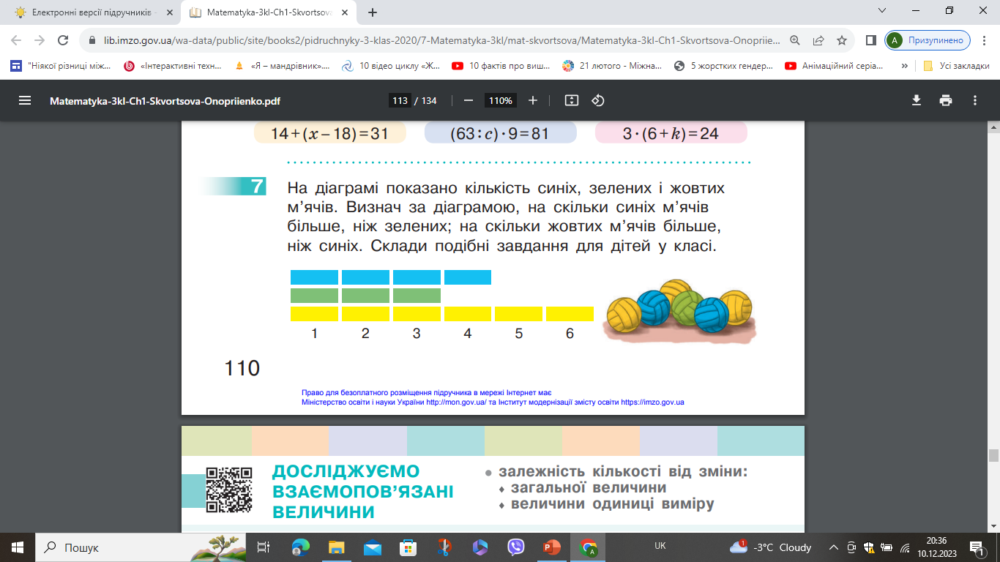 Електронні версії підручників -
Matematyka-3kl-Ch1-Skvortsova-
lib.imzo.gov.ua/wa-data/public/site/books2/pidruchnyky-3-klas-2020/7-Matematyka-3kl/mat-skvortsova/Matematyka-3kl-Ch1-Skvortsova-Onopriie...
A Призупинено
"Ніякої різниці між...
«Інтерактивні техн...
«Я – мандрівник»....
10 відео циклу «Ж...
10 фактів про виш...
21 лютого - Міжна...
5 жорстких гендер...
Анімаційний серіа...
»
Усі закладки
Matematyka-3kl-Ch1-Skvortsova-Onopriienko.pdf
113 / 134
110%
14+(x–18)=31
(63:c)·9=81
3·(6+k)=24
7
На діаграмі показано кількість синіх, зелених і жовтих
м’ячів. Визнач за діаграмою, на скільки синіх м’ячів
більше, ніж зелених; на скільки жовтих м’ячів більше,
ніж синіх. Склади подібні завдання для дітей у класі.
1 2 3 4 5 6
110
Право для безоплатного розміщення підручника в мережі Інтернет має
Міністерство освіти і науки України http://mon.gov.ua/ та Інститут модернізації змісту освіти https://imzo.gov.ua
ДОСЛІДЖУЄМО
ВЗАЄМОПОВ’ЯЗАНІ
ВЕЛИЧИНИ
● залежність кількості від зміни:
♦ загальної величини
♦ величини одиниці виміру
Пошук
UK
1
-3°C Cloudy
20:36
10.12.2023
1